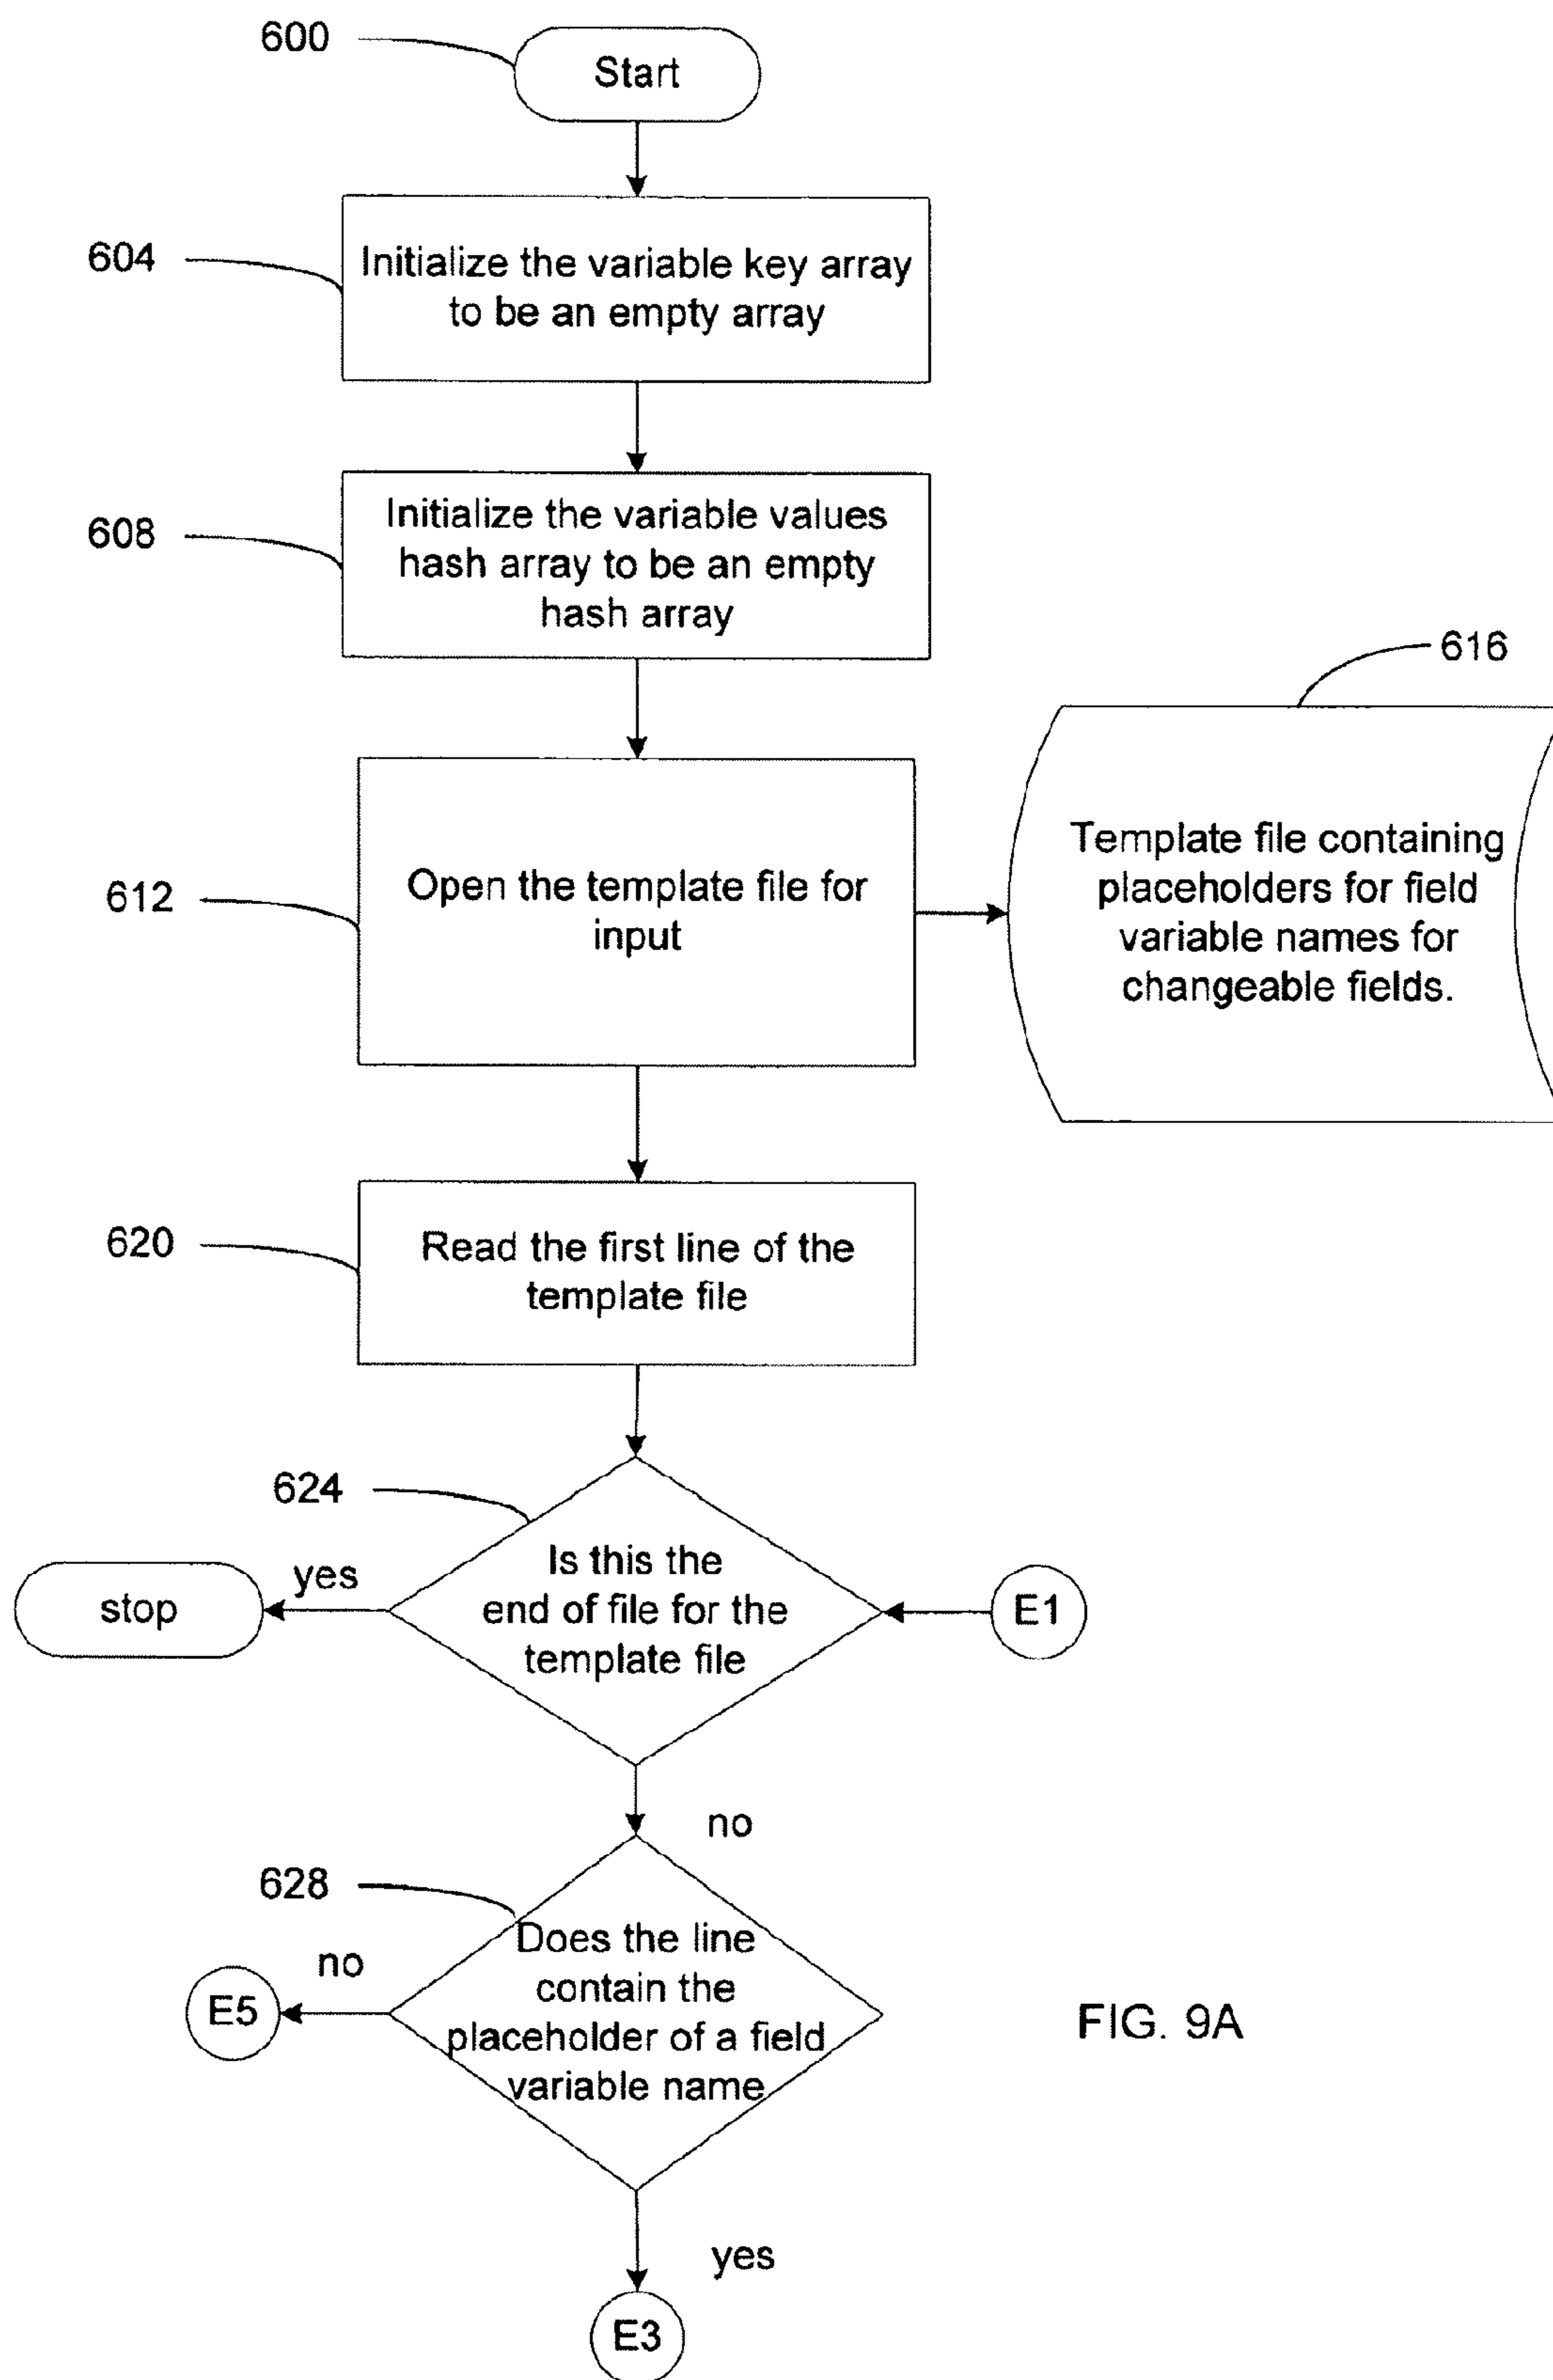 600
Start
604
Initialize the variable key array
to be an empty array
608
Initialize the variable values
hash array to be an empty
hash array
616
612
Open the template file for
input
Template file containing
placeholders for field
variable names for
changeable fields.
620
Read the first line of the
template file
624
Is this the
end of file for the
template file
yes
stop
E1
no
628
Does the line
contain the
placeholder of a field
variable name
no
E5
FIG. 9A
yes
E3